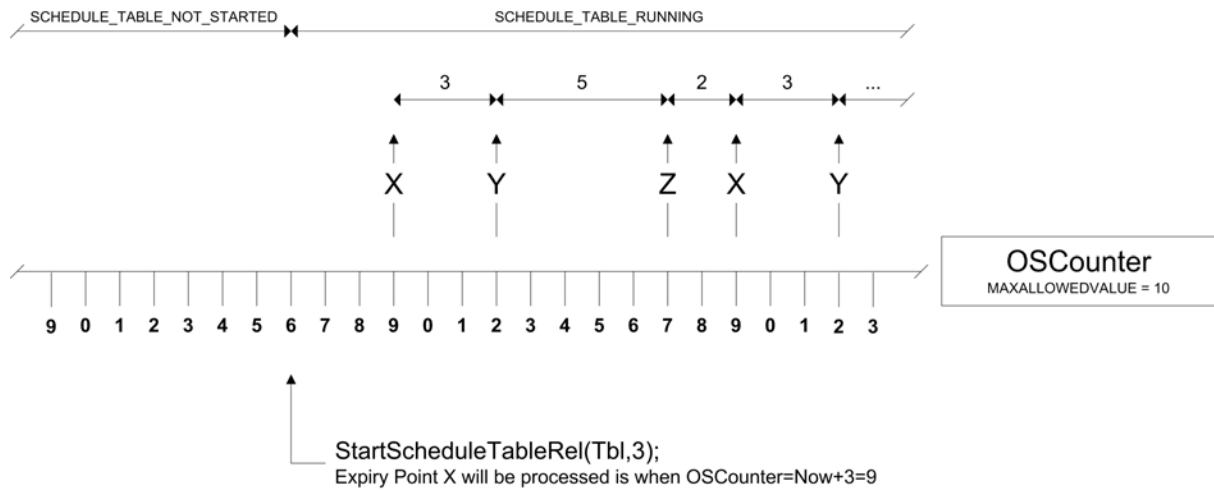 SCHEDULE_TABLE_NOT_STARTED SCHEDULE_TABLE_RUNNING
3 5 2 3 ...
X Y Z X Y
OSCounter
MAXALLOWEDVALUE = 10
9 0 1 2 3 4 5 6 7 8 9 0 1 2 3 4 5 6 7 8 9 0 1 2 3
StartScheduleTableRel(Tbl,3);
Expiry Point X will be processed is when OSCounter=Now+3=9